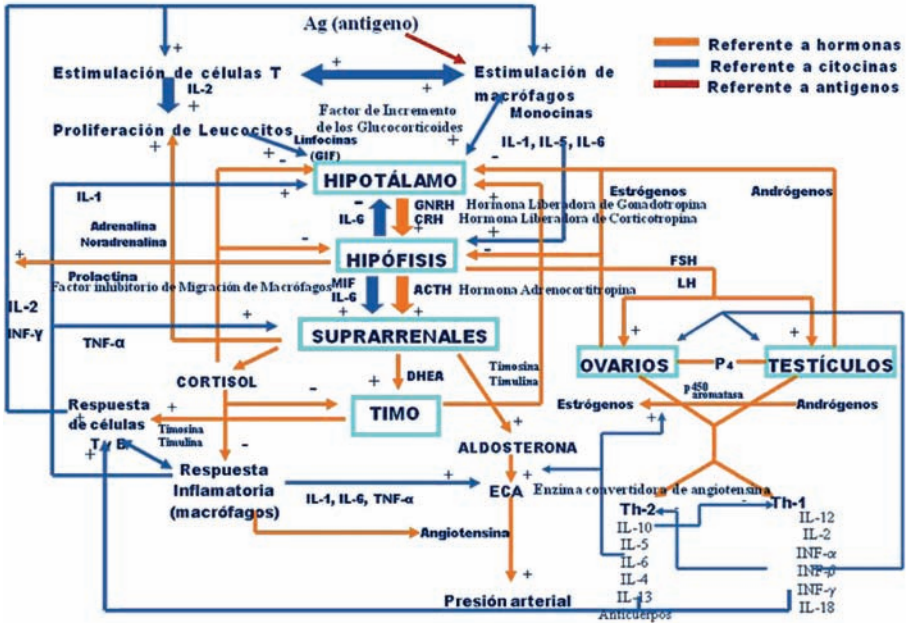 Ag (antigeno)
Referente a hormonas
Referente a citocinas
Referente a antigenos
Estimulación de células T
IL-2
Estimulación de
macrófagos
Monocinas
Factor de Incremento
de los Glucocorticoides
Proliferación de Leucocitos
Linfocinas
(GIF)
IL-1, IL-5, IL-6
HIPOTÁLAMO
IL-1
Estrógenos
Andrógenos
GNRH
Hormona Liberadora de Gonadotropina
IL-6
CRH
Hormona Liberadora de Corticotropina
Adrenalina
Noradrenalina
HIPÓFISIS
FSH
Prolactina
Factor inhibitorio de Migración de Macrófagos
MIF
IL-6
ACTH
Hormona Adrenocortitropina
LH
IL-2
INF-γ
TNF-α
SUPRARRENALES
OVARIOS
P4
TESTÍCULOS
DHEA
Timosina
Timulina
CORTISOL
p450
aromatasa
TIMO
Estrógenos
Andrógenos
Respuesta
de células
T y B
Timosina
Timulina
ALDOSTERONA
Respuesta
Inflamatoria
(macrófagos)
IL-1, IL-6, TNF-α
ECA
Enzima convertidora de angiotensina
Th-2
Th-1
IL-10
IL-5
IL-6
IL-4
IL-13
Anticuerpos
IL-12
IL-2
INF-α
INF-β
INF-γ
IL-18
Angiotensina
Presión arterial